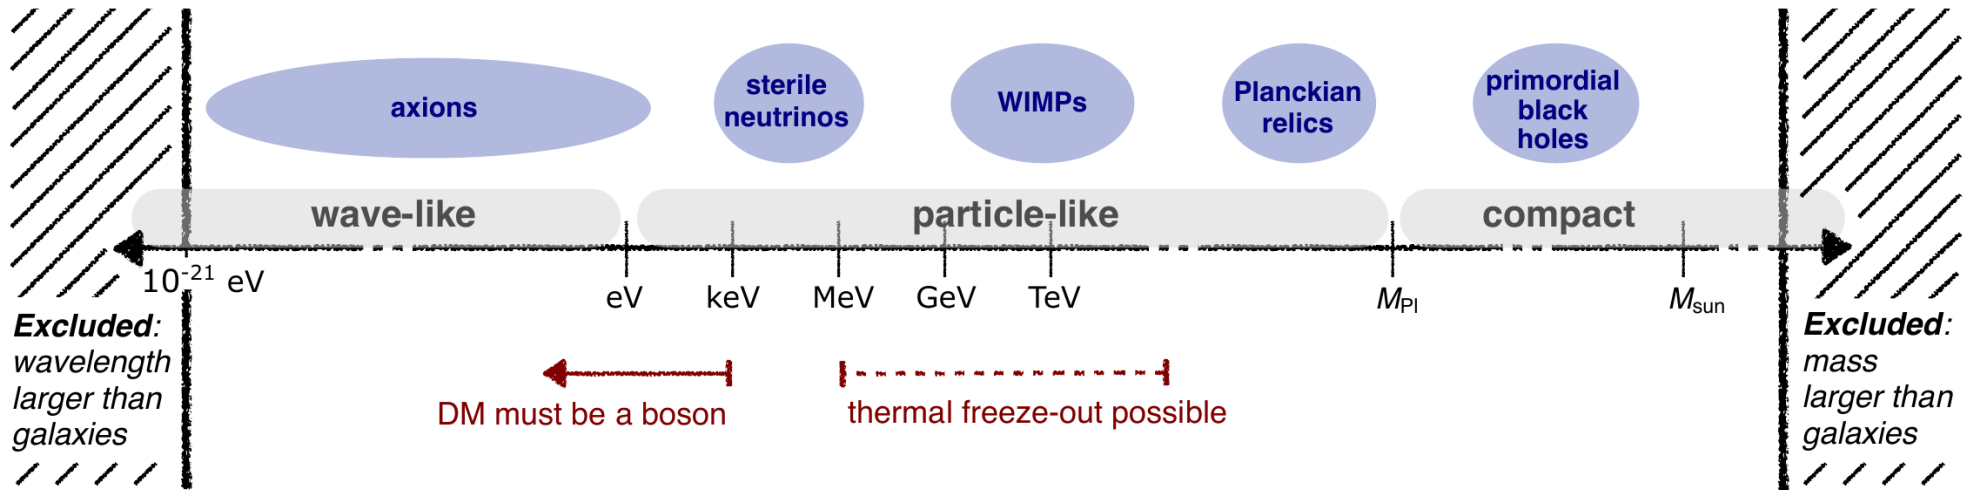 axions
sterile
neutrinos
WIMPs
Planckian
relics
primordial
black
holes
wave-like
particle-like
compact
10⁻²¹ eV
eV
keV
MeV
GeV
TeV
M_Pl
M_sun
Excluded:
wavelength
larger than
galaxies
DM must be a boson
thermal freeze-out possible
Excluded:
mass
larger than
galaxies